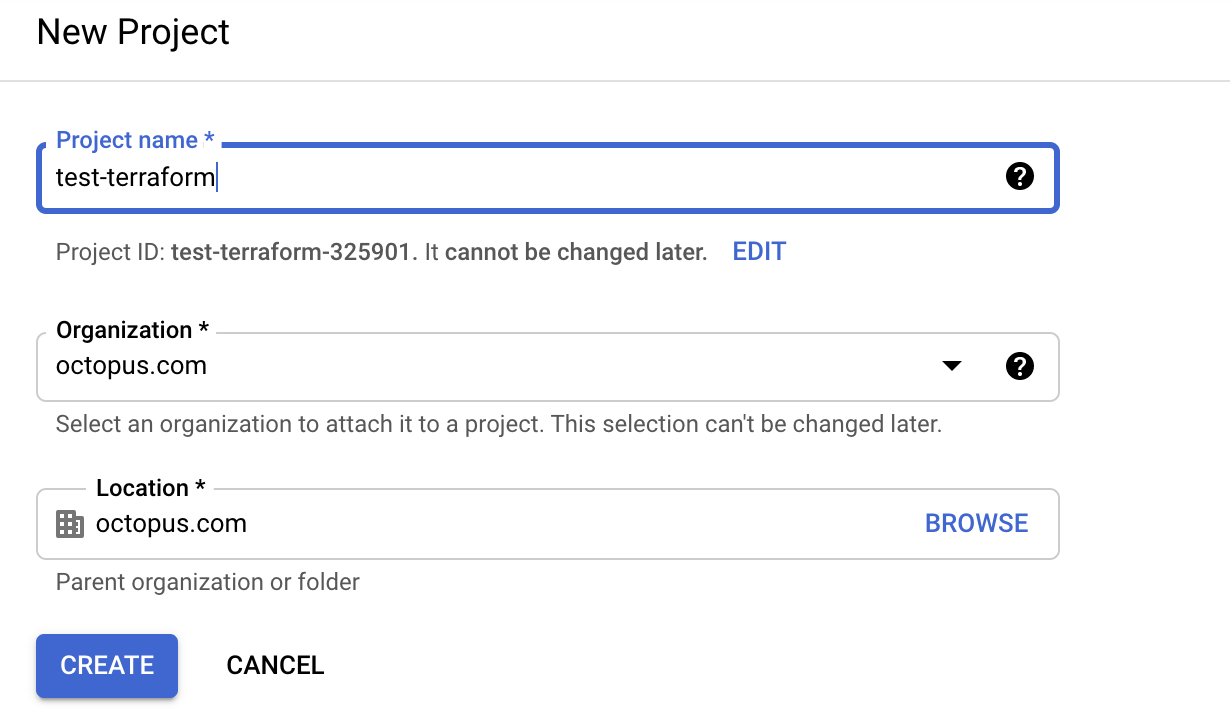 New Project
Project name *
test-terraform
Project ID: test-terraform-325901. It cannot be changed later. EDIT
Organization *
octopus.com
Select an organization to attach it to a project. This selection can't be changed later.
Location *
octopus.com BROWSE
Parent organization or folder
CREATE CANCEL